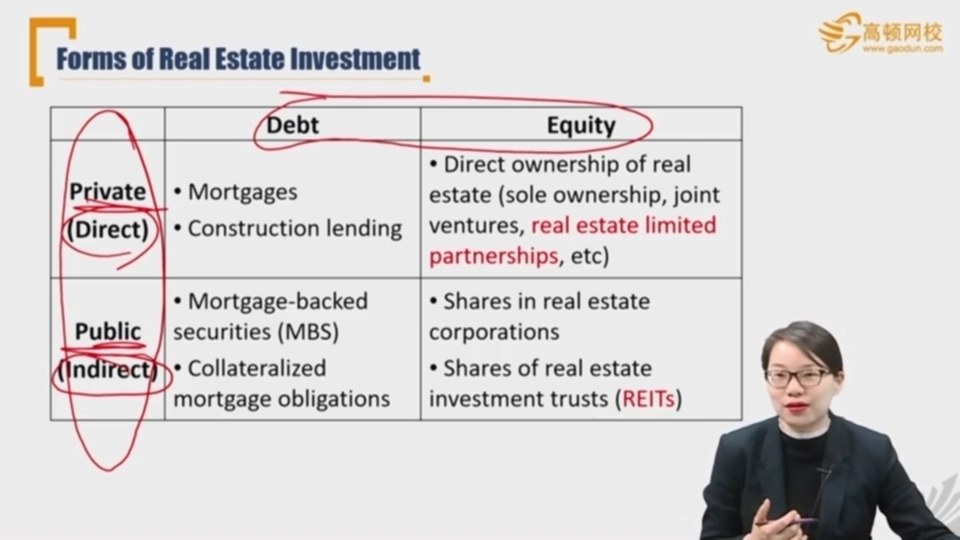 Forms of Real Estate Investment
高顿网校
www.gaodun.com
Debt
Equity
Private
(Direct)
• Mortgages
• Construction lending
• Direct ownership of real
estate (sole ownership, joint
ventures, real estate limited
partnerships, etc)
Public
(Indirect)
• Mortgage-backed
securities (MBS)
• Collateralized
mortgage obligations
• Shares in real estate
corporations
• Shares of real estate
investment trusts (REITs)